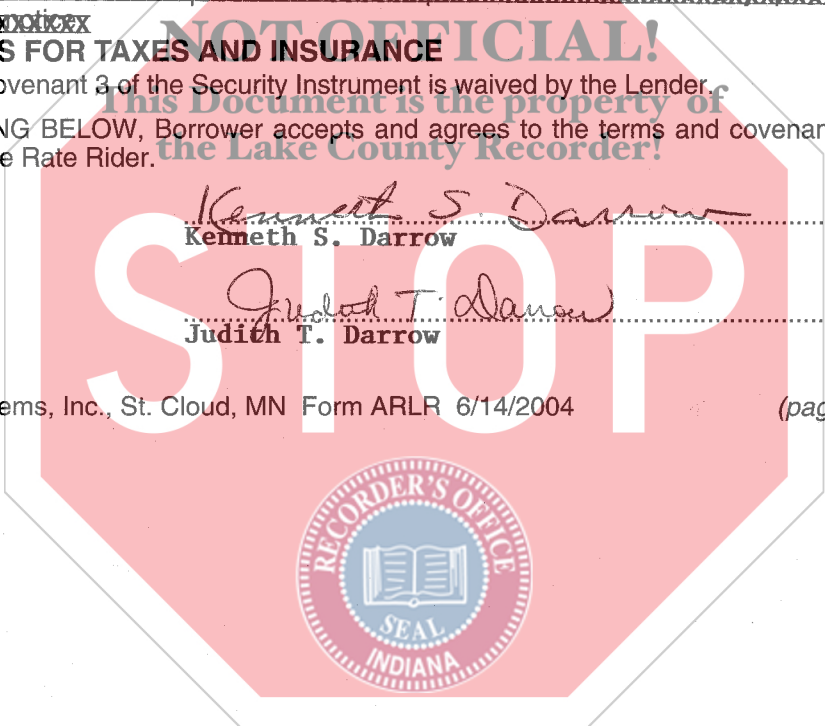 notice
NOT OFFICIAL!
S FOR TAXES AND INSURANCE
ovenant 3 of the Security Instrument is waived by the Lender.
This Document is the property of
NG BELOW, Borrower accepts and agrees to the terms and covenan
the Lake County Recorder!
e Rate Rider.
Kenneth S. Darrow
Kenneth S. Darrow
STOP
Judith T. Darrow
Judith T. Darrow
ems, Inc., St. Cloud, MN Form ARLR 6/14/2004 (pag
RECORDER'S OFFICE
SEAL
INDIANA